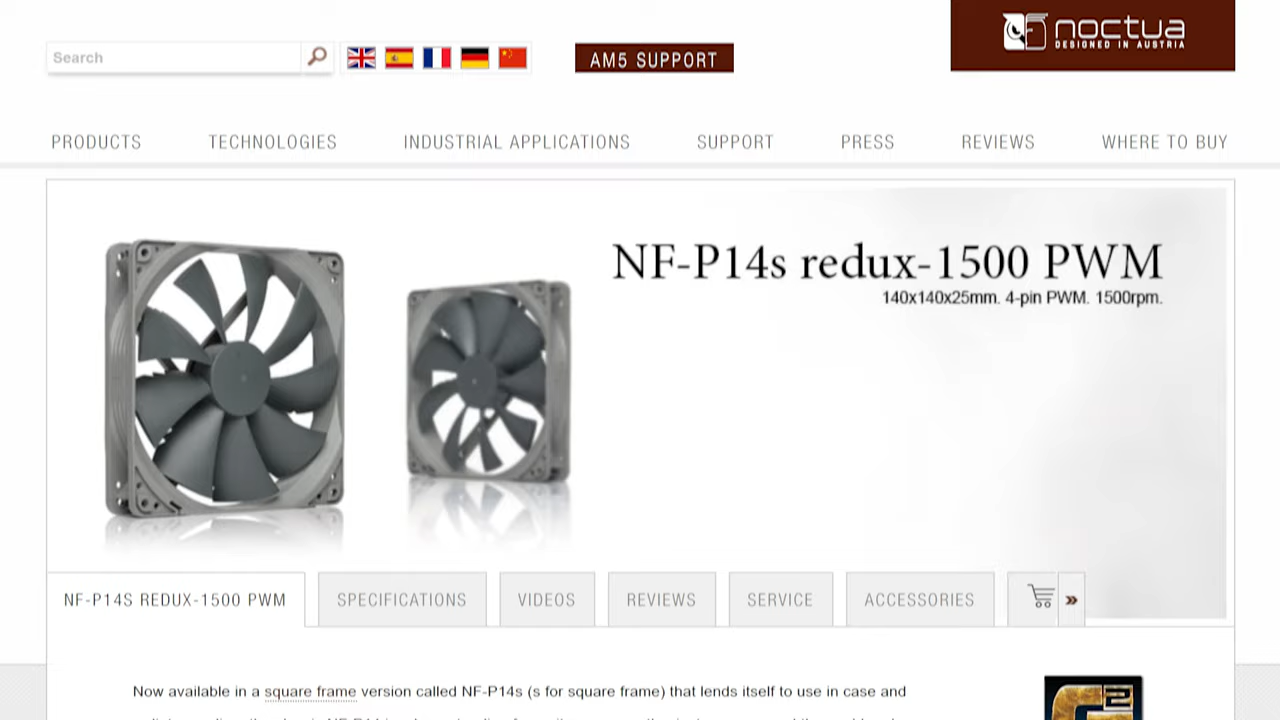 noctua
DESIGNED IN AUSTRIA
Search
AM5 SUPPORT
PRODUCTS TECHNOLOGIES INDUSTRIAL APPLICATIONS SUPPORT PRESS REVIEWS WHERE TO BUY
NF-P14s redux-1500 PWM
140x140x25mm. 4-pin PWM. 1500rpm.
NF-P14S REDUX-1500 PWM SPECIFICATIONS VIDEOS REVIEWS SERVICE ACCESSORIES
Now available in a square frame version called NF-P14s (s for square frame) that lends itself to use in case and